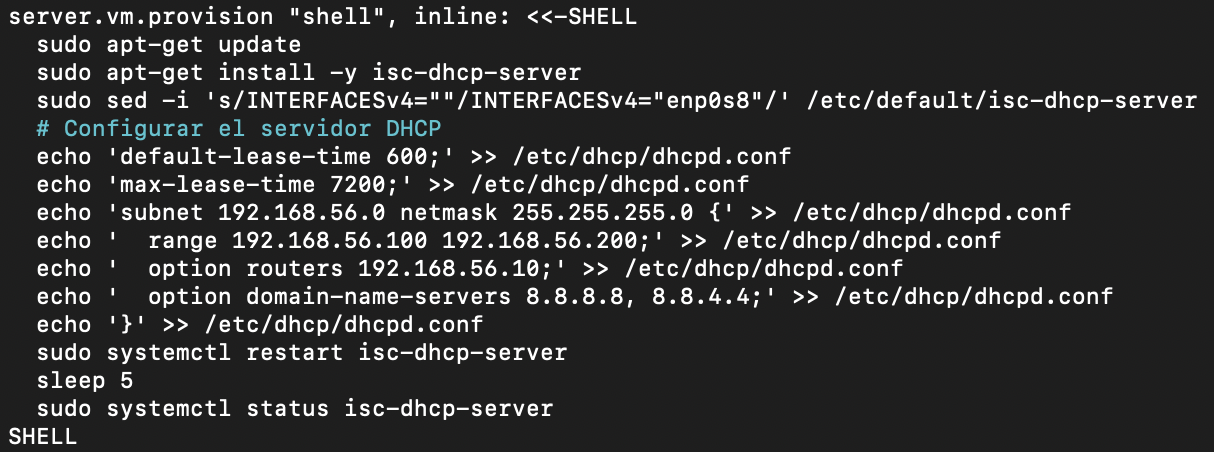 server.vm.provision "shell", inline: <<-SHELL
  sudo apt-get update
  sudo apt-get install -y isc-dhcp-server
  sudo sed -i 's/INTERFACESv4=""/INTERFACESv4="enp0s8"/' /etc/default/isc-dhcp-server
  # Configurar el servidor DHCP
  echo 'default-lease-time 600;' >> /etc/dhcp/dhcpd.conf
  echo 'max-lease-time 7200;' >> /etc/dhcp/dhcpd.conf
  echo 'subnet 192.168.56.0 netmask 255.255.255.0 {' >> /etc/dhcp/dhcpd.conf
  echo '  range 192.168.56.100 192.168.56.200;' >> /etc/dhcp/dhcpd.conf
  echo '  option routers 192.168.56.10;' >> /etc/dhcp/dhcpd.conf
  echo '  option domain-name-servers 8.8.8.8, 8.8.4.4;' >> /etc/dhcp/dhcpd.conf
  echo '}' >> /etc/dhcp/dhcpd.conf
  sudo systemctl restart isc-dhcp-server
  sleep 5
  sudo systemctl status isc-dhcp-server
SHELL